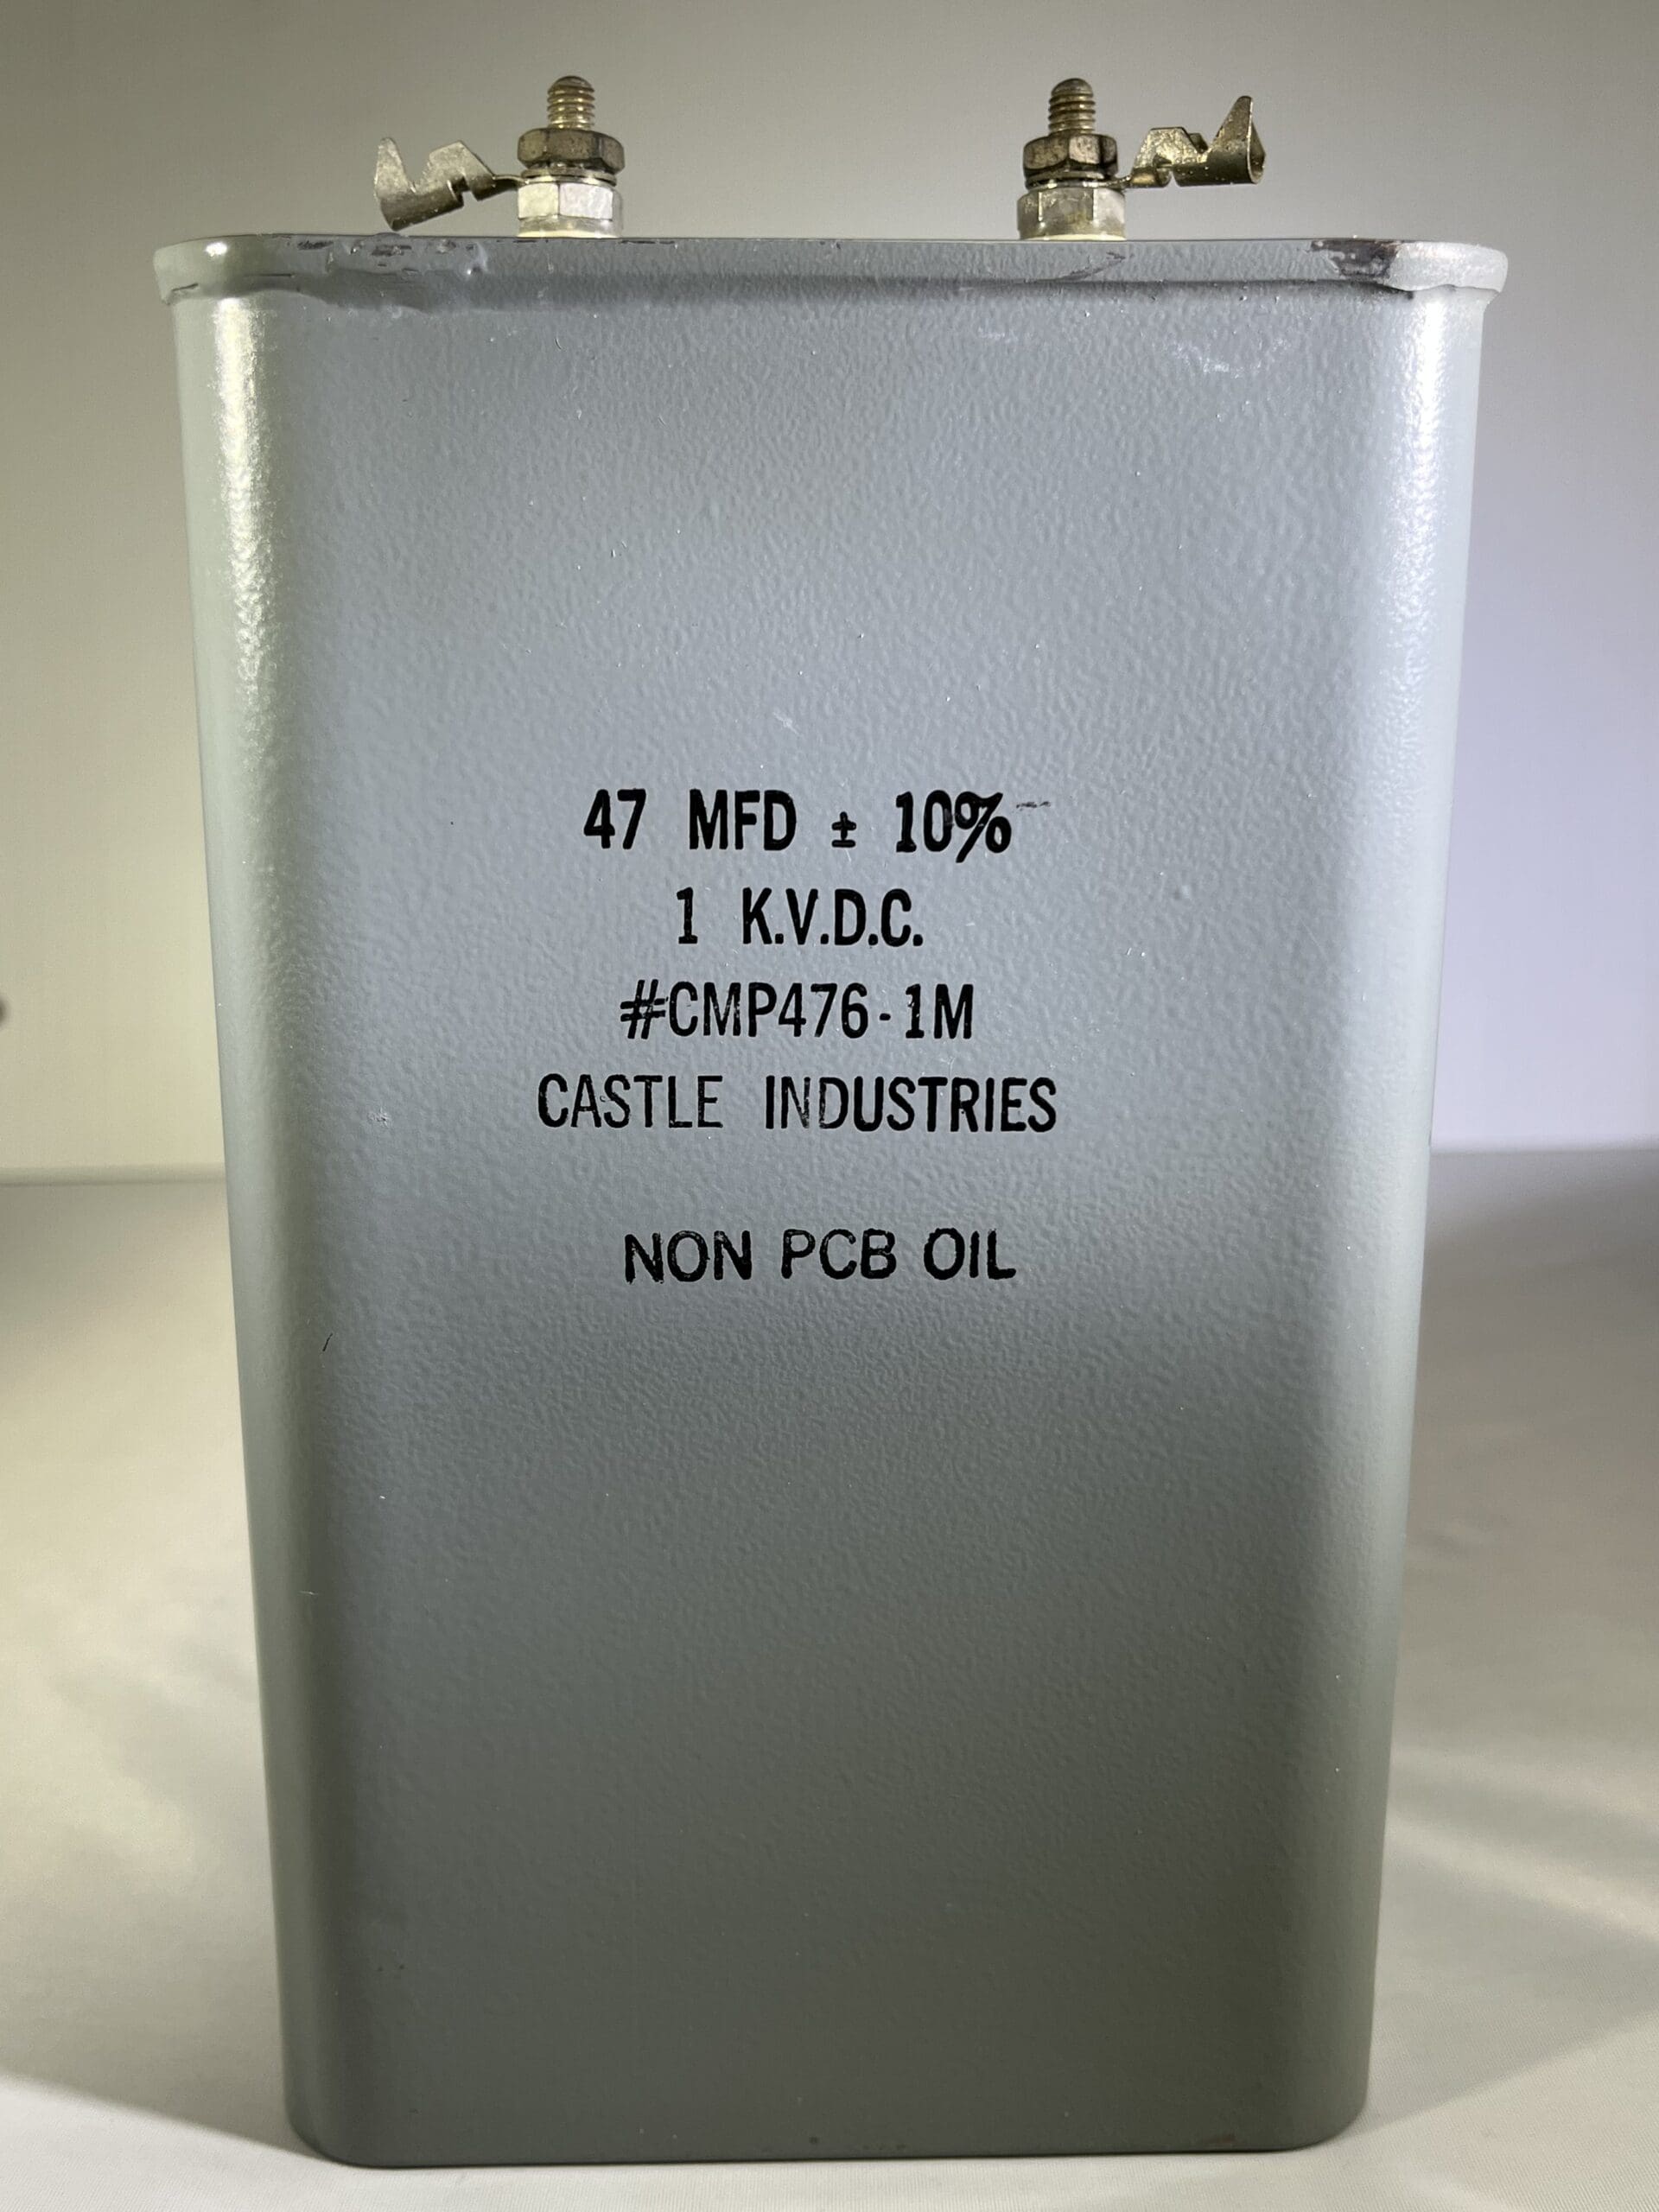 47 MFD ± 10%
1 K.V.D.C.
#CMP476-1M
CASTLE INDUSTRIES
NON PCB OIL